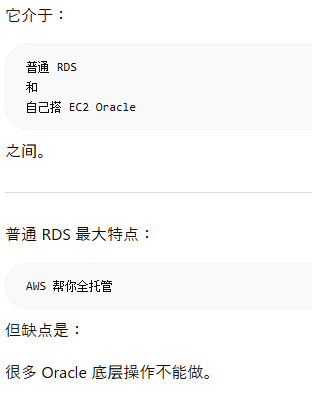 它介于：
普通 RDS
和
自己搭 EC2 Oracle
之间。
普通 RDS 最大特点：
AWS 帮你全托管
但缺点是：
很多 Oracle 底层操作不能做。